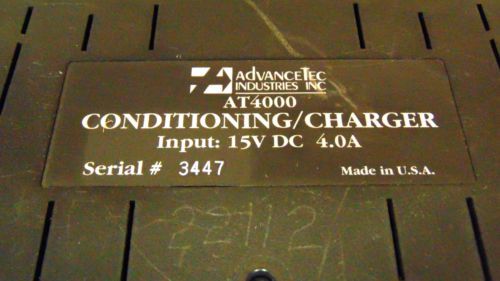 ADVANCETEC
INDUSTRIES INC
AT4000
CONDITIONING/CHARGER
Input: 15V DC 4.0A
Serial # 3447
Made in U.S.A.